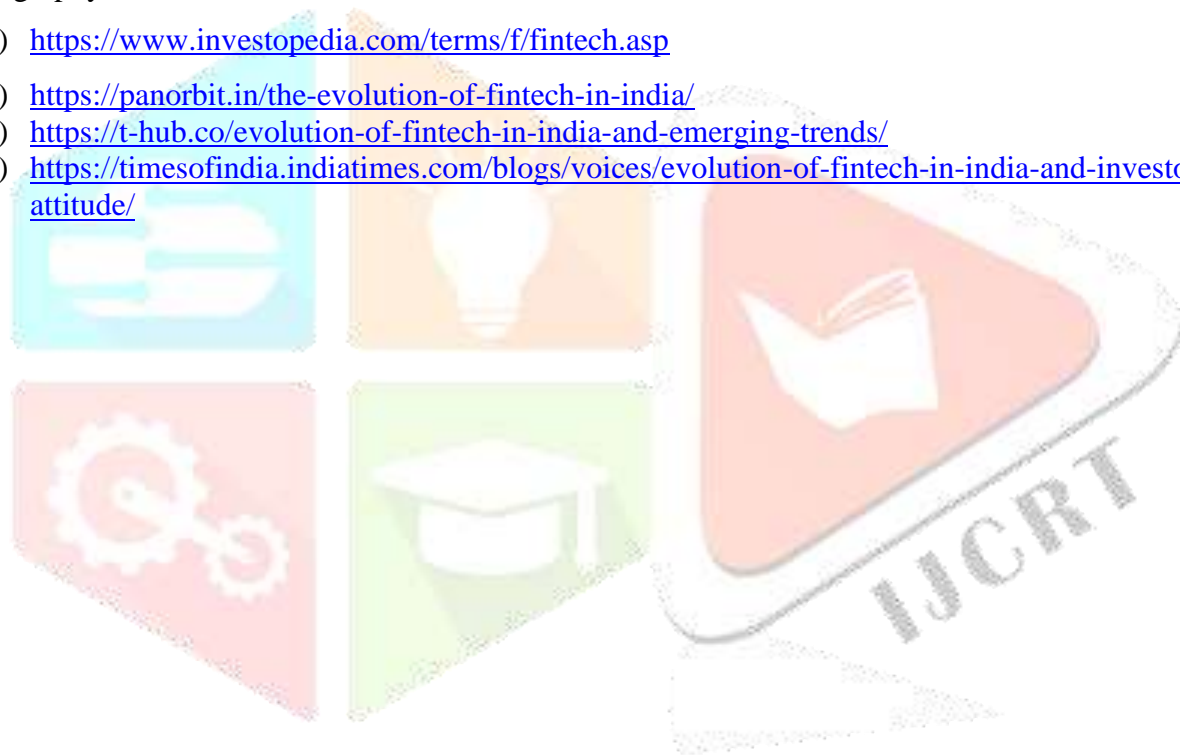 ) https://www.investopedia.com/terms/f/fintech.asp
) https://panorbit.in/the-evolution-of-fintech-in-india/
) https://t-hub.co/evolution-of-fintech-in-india-and-emerging-trends/
) https://timesofindia.indiatimes.com/blogs/voices/evolution-of-fintech-in-india-and-investo
attitude/
IJCRT